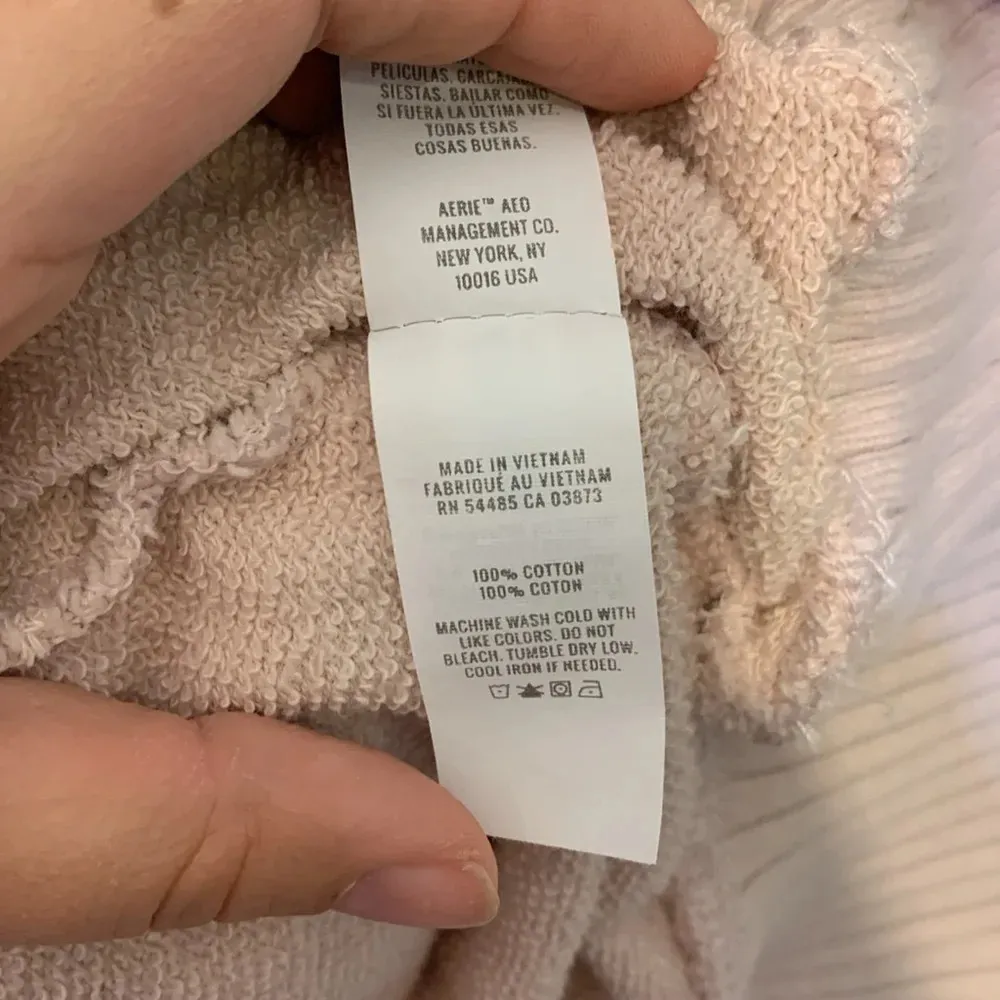 PELÍCULAS. CARCAJADAS.
SIESTAS. BAILAR COMO
SI FUERA LA ÚLTIMA VEZ.
TODAS ESAS
COSAS BUENAS.
AERIE™ AEO
MANAGEMENT CO.
NEW YORK, NY
10016 USA
MADE IN VIETNAM
FABRIQUÉ AU VIETNAM
RN 54485 CA 03873
100% COTTON
100% COTON
MACHINE WASH COLD WITH
LIKE COLORS. DO NOT
BLEACH. TUMBLE DRY LOW.
COOL IRON IF NEEDED.